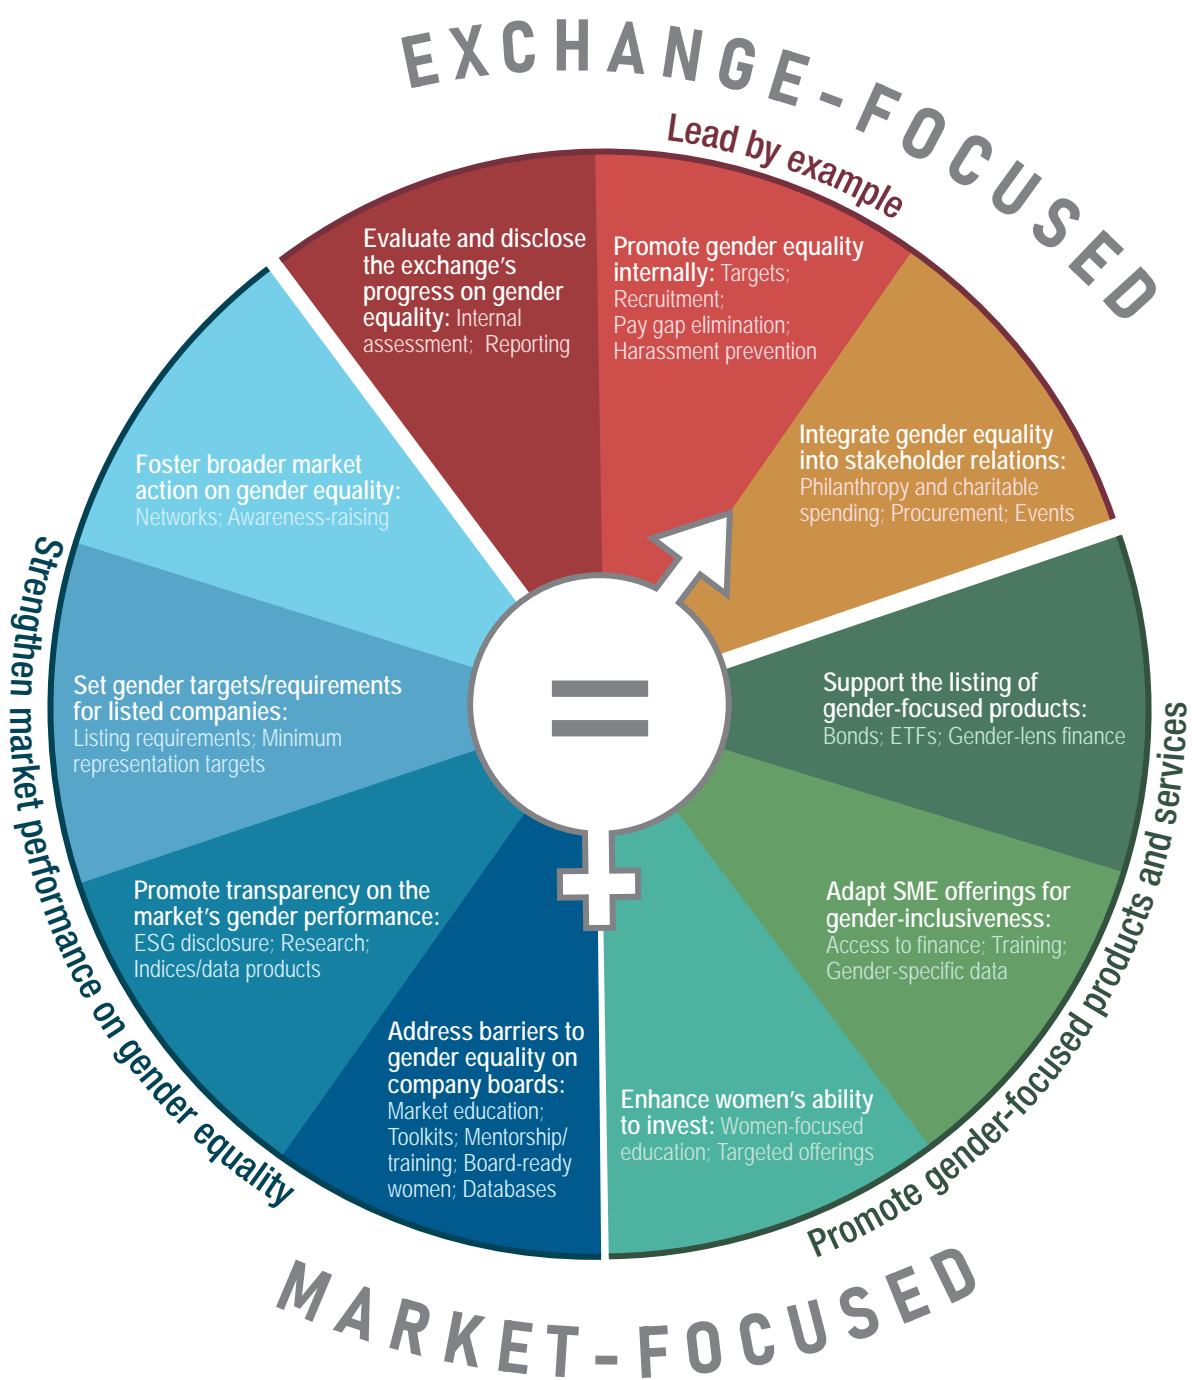 EXCHANGE-FOCUSED
Lead by example
Evaluate and disclose
the exchange's
progress on gender
equality: Internal
assessment; Reporting
Promote gender equality
internally: Targets;
Recruitment;
Pay gap elimination;
Harassment prevention
Integrate gender equality
into stakeholder relations:
Philanthropy and charitable
spending; Procurement; Events
Support the listing of
gender-focused products:
Bonds; ETFs; Gender-lens finance
Adapt SME offerings for
gender-inclusiveness:
Access to finance; Training;
Gender-specific data
Enhance women's ability
to invest: Women-focused
education; Targeted offerings
Promote gender-focused products and services
Address barriers to
gender equality on
company boards:
Market education;
Toolkits; Mentorship/
training; Board-ready
women; Databases
Promote transparency on the
market's gender performance:
ESG disclosure; Research;
Indices/data products
Set gender targets/requirements
for listed companies:
Listing requirements; Minimum
representation targets
Foster broader market
action on gender equality:
Networks; Awareness-raising
Strengthen market performance on gender equality
MARKET-FOCUSED